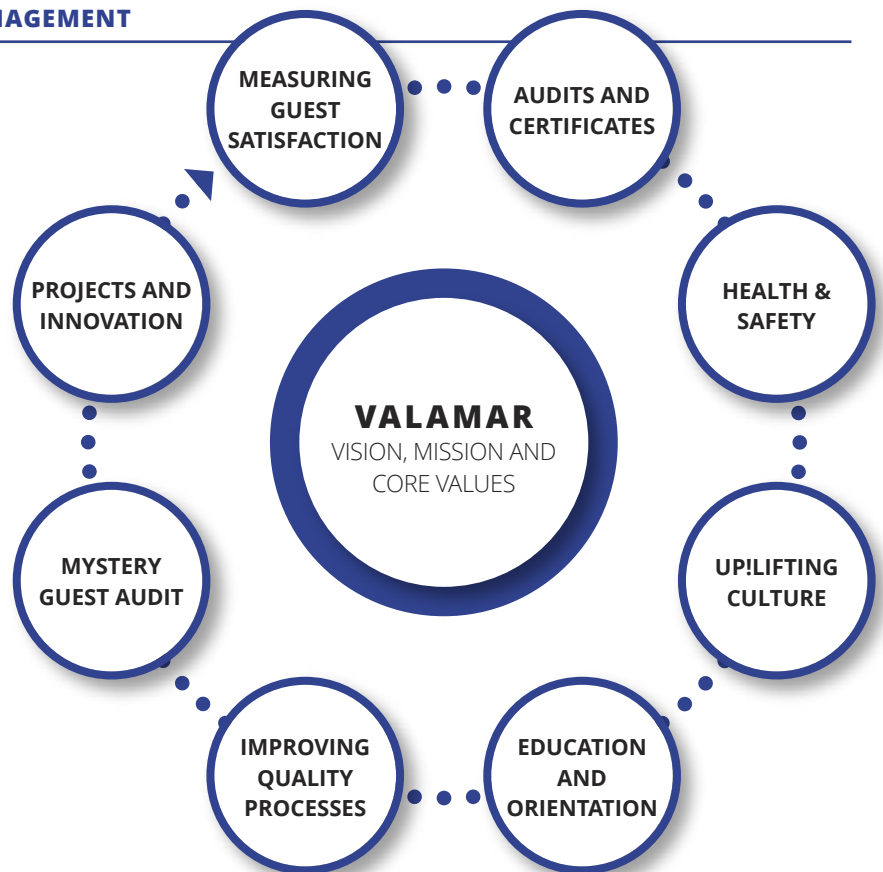 MEASURING
GUEST
SATISFACTION
AUDITS AND
CERTIFICATES
HEALTH &
SAFETY
UP!LIFTING
CULTURE
EDUCATION
AND
ORIENTATION
IMPROVING
QUALITY
PROCESSES
MYSTERY
GUEST AUDIT
PROJECTS AND
INNOVATION
VALAMAR
VISION, MISSION AND
CORE VALUES